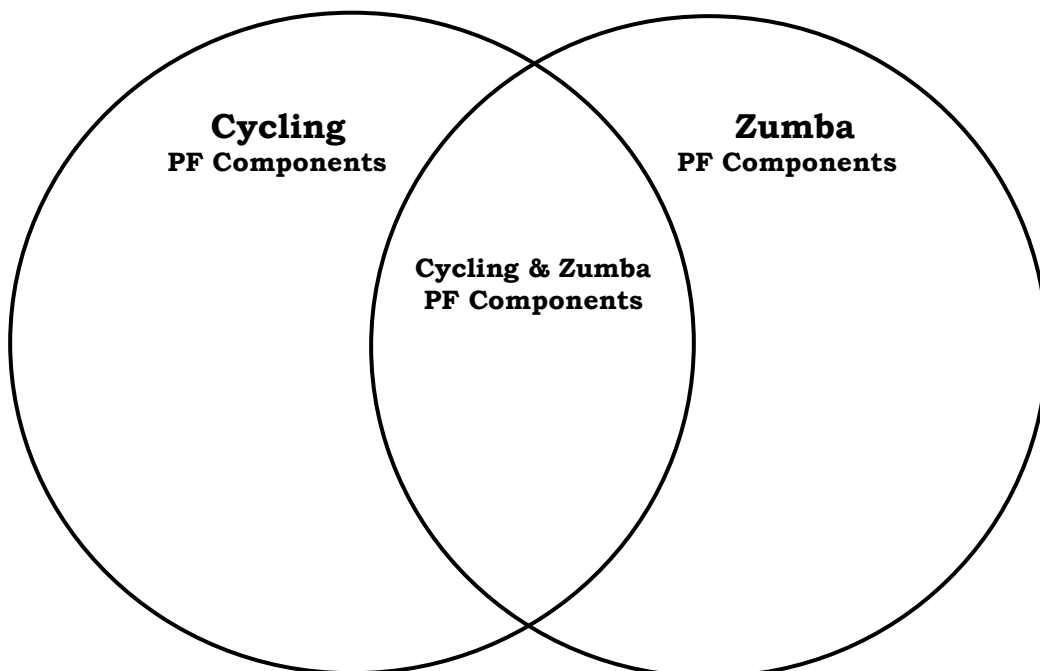 Cycling
PF Components
Zumba
PF Components
Cycling & Zumba
PF Components